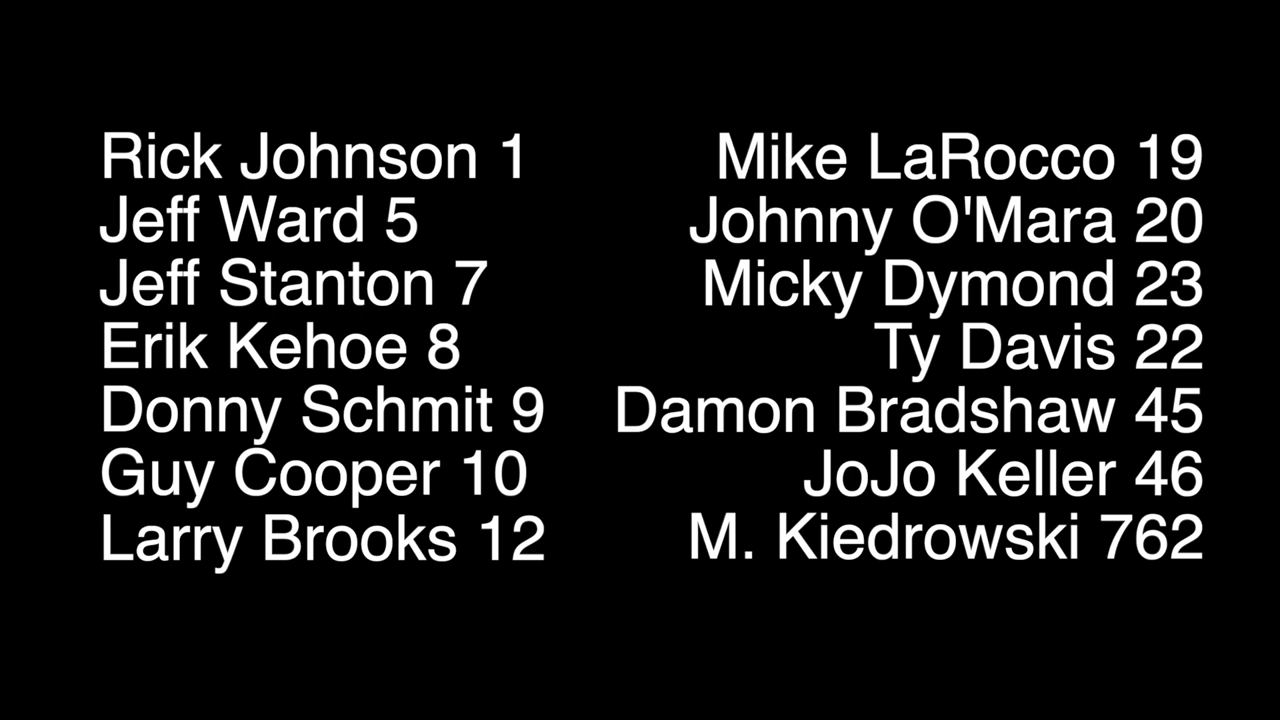 Rick Johnson 1
Jeff Ward 5
Jeff Stanton 7
Erik Kehoe 8
Donny Schmit 9
Guy Cooper 10
Larry Brooks 12
Mike LaRocco 19
Johnny O'Mara 20
Micky Dymond 23
Ty Davis 22
Damon Bradshaw 45
JoJo Keller 46
M. Kiedrowski 762